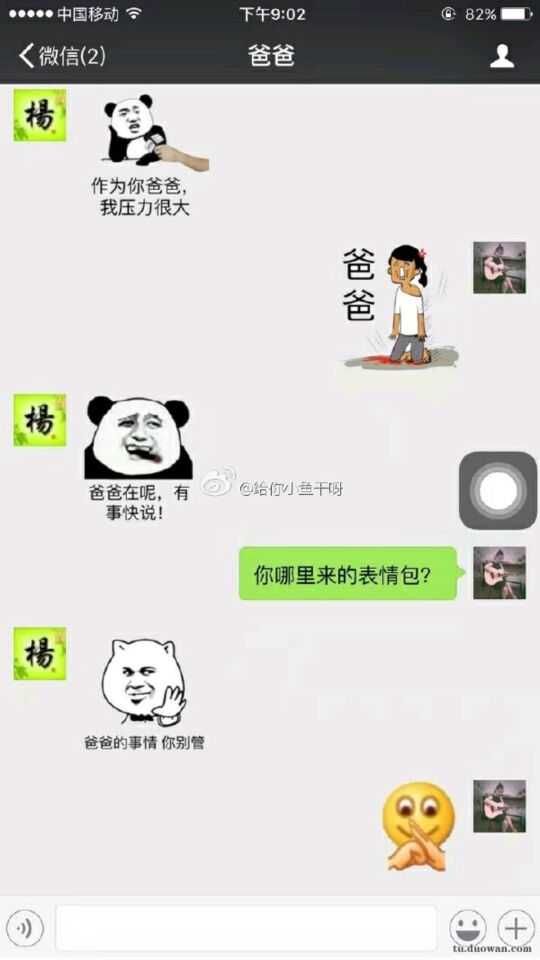 中国移动 下午9:02 82%
微信(2) 爸爸
楊
作为你爸爸，
我压力很大
爸
爸
楊
爸爸在呢，有
事快说！
@给你小鱼干呀
你哪里来的表情包？
楊
爸爸的事情 你别管
tu.duowan.com